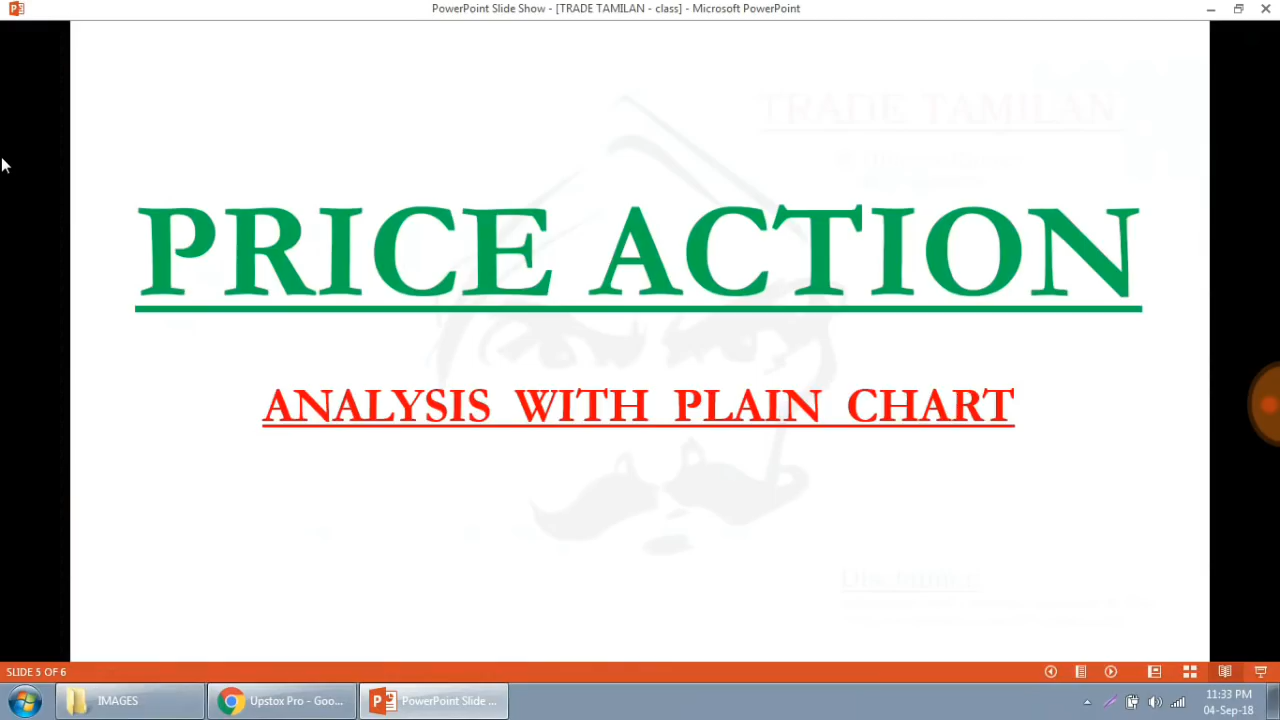 PowerPoint Slide Show - [TRADE TAMILAN - class] - Microsoft PowerPoint
TRADE TAMILAN
PRICE ACTION
ANALYSIS WITH PLAIN CHART
SLIDE 5 OF 6
IMAGES
Upstox Pro - Goo...
PowerPoint Slide ...
11:33 PM
04-Sep-18